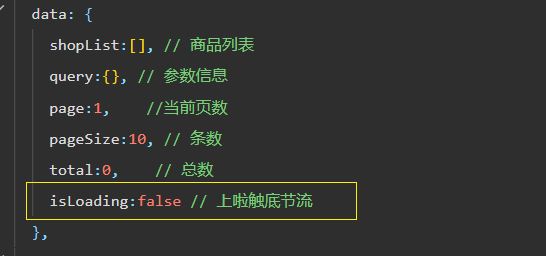 data: {
shopList:[], // 商品列表
query:{}, // 参数信息
page:1, //当前页数
pageSize:10, // 条数
total:0, // 总数
isLoading:false // 上啦触底节流
},